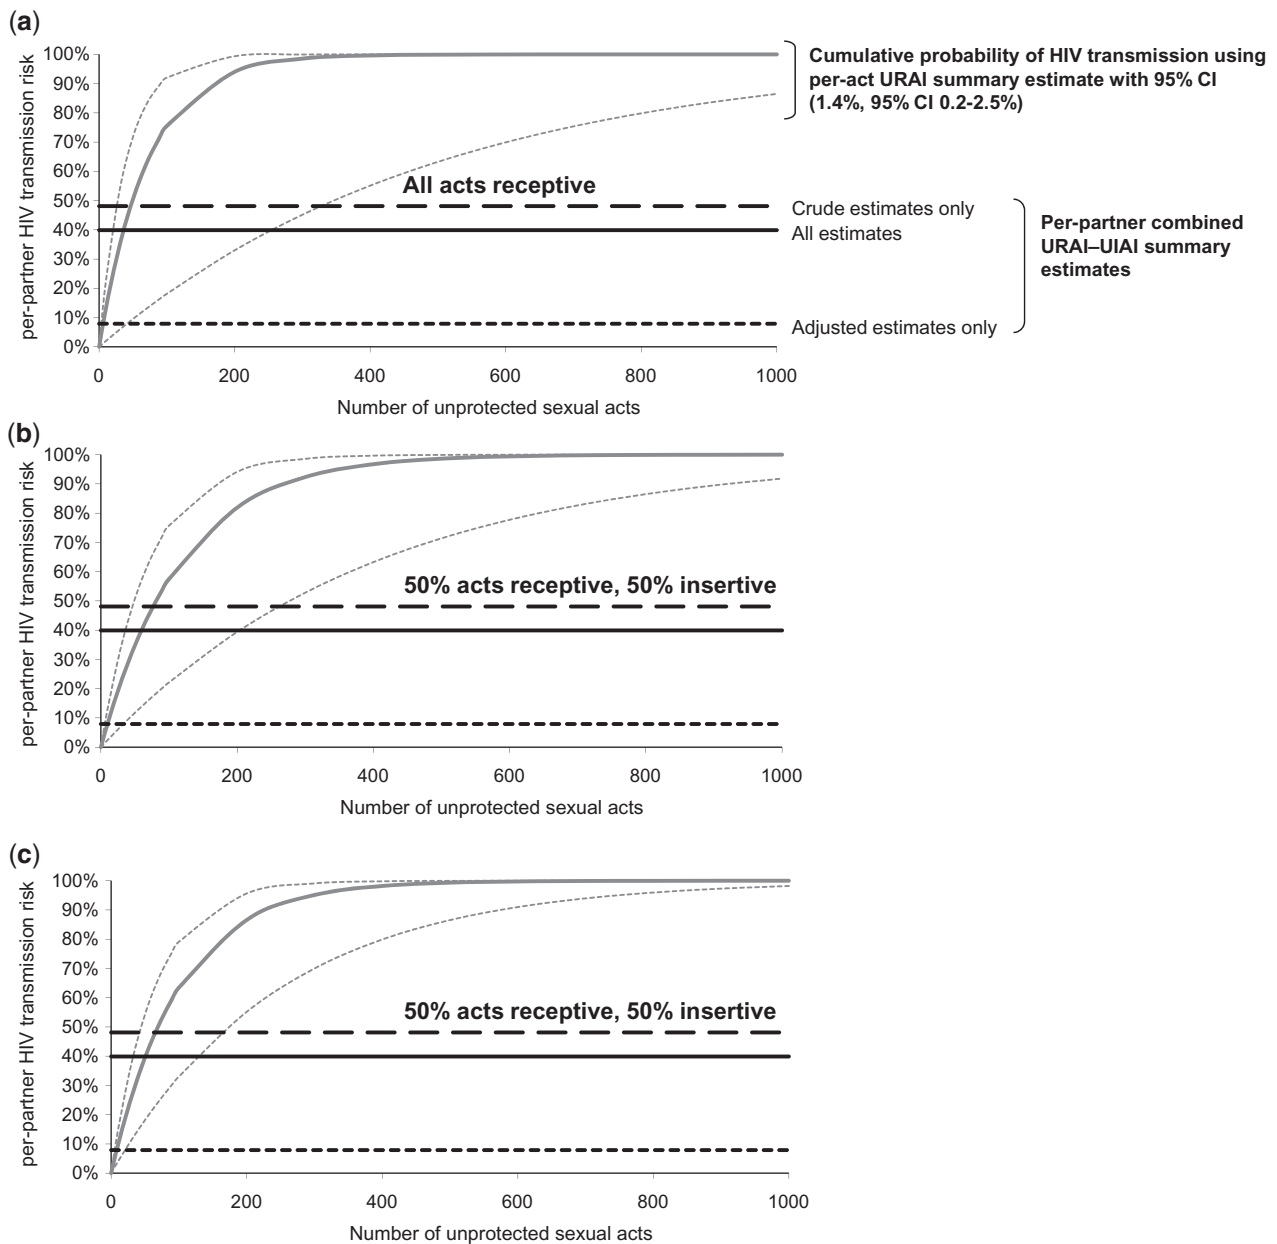 (a)
per-partner HIV transmission risk
100%
90%
80%
70%
60%
50%
40%
30%
20%
10%
0%
0 200 400 600 800 1000
Number of unprotected sexual acts
All acts receptive
Cumulative probability of HIV transmission using
per-act URAI summary estimate with 95% CI
(1.4%, 95% CI 0.2-2.5%)
Crude estimates only
All estimates
Adjusted estimates only
Per-partner combined
URAI–UIAI summary
estimates
(b)
per-partner HIV transmission risk
100%
90%
80%
70%
60%
50%
40%
30%
20%
10%
0%
0 200 400 600 800 1000
Number of unprotected sexual acts
50% acts receptive, 50% insertive
(c)
per-partner HIV transmission risk
100%
90%
80%
70%
60%
50%
40%
30%
20%
10%
0%
0 200 400 600 800 1000
Number of unprotected sexual acts
50% acts receptive, 50% insertive